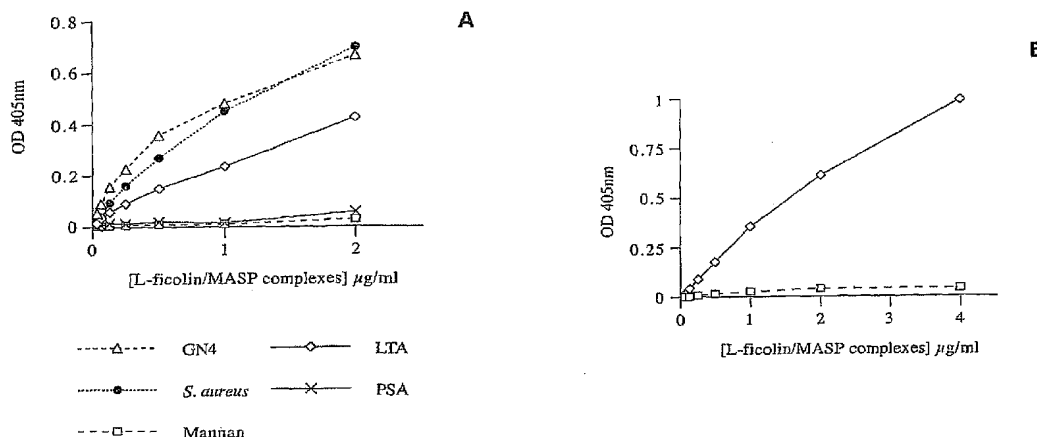 A
0.8
0.6
0.4
0.2
0
OD 405nm
0
1
2
[L-ficolin/MASP complexes] µg/ml
GN4
LTA
S. aureus
PSA
Mannan
B
1
0.75
0.5
0.25
0
OD 405nm
0
1
2
3
4
[L-ficolin/MASP complexes] µg/ml